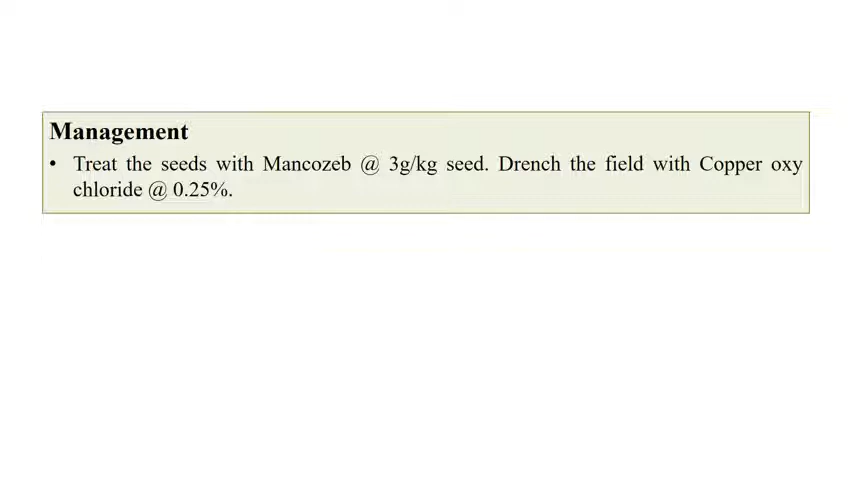 Management
• Treat the seeds with Mancozeb @ 3g/kg seed. Drench the field with Copper oxy
chloride @ 0.25%.